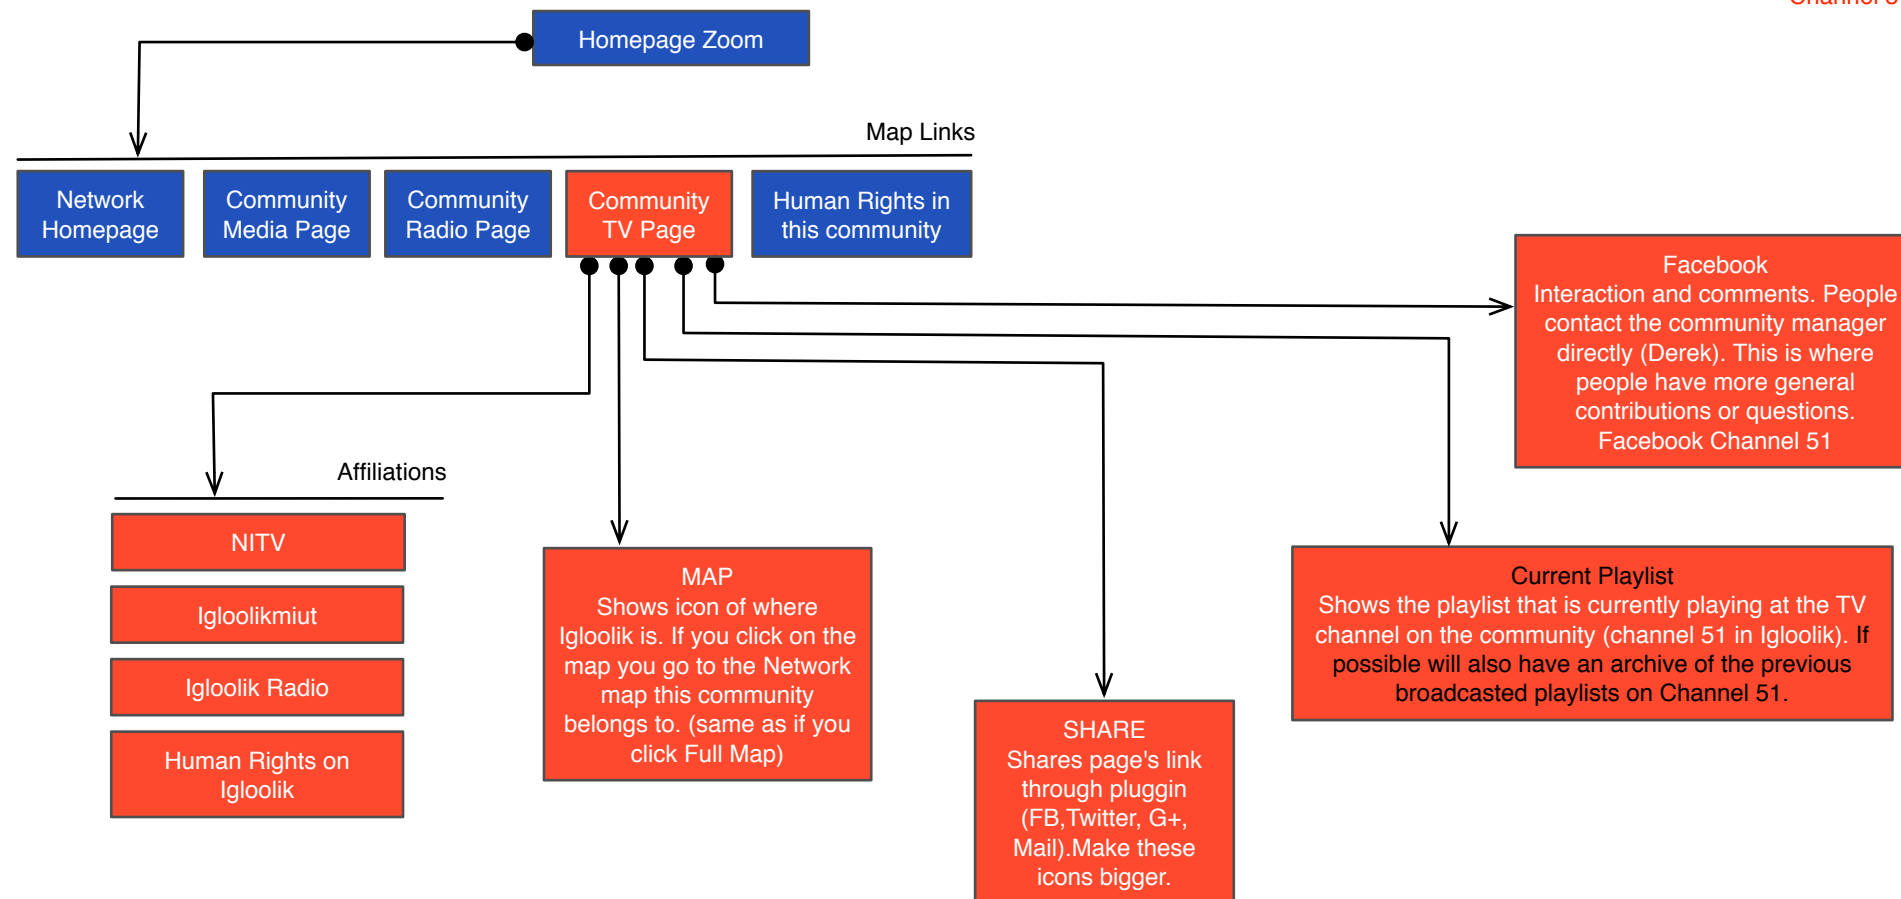 Channel 5
Homepage Zoom
Map Links
Network
Homepage
Community
Media Page
Community
Radio Page
Community
TV Page
Human Rights in
this community
Facebook
Interaction and comments. People
contact the community manager
directly (Derek). This is where
people have more general
contributions or questions.
Facebook Channel 51
Affiliations
NITV
Igloolikmiut
Igloolik Radio
Human Rights on
Igloolik
MAP
Shows icon of where
Igloolik is. If you click on the
map you go to the Network
map this community
belongs to. (same as if you
click Full Map)
SHARE
Shares page's link
through pluggin
(FB,Twitter, G+,
Mail).Make these
icons bigger.
Current Playlist
Shows the playlist that is currently playing at the TV
channel on the community (channel 51 in Igloolik). If
possible will also have an archive of the previous
broadcasted playlists on Channel 51.